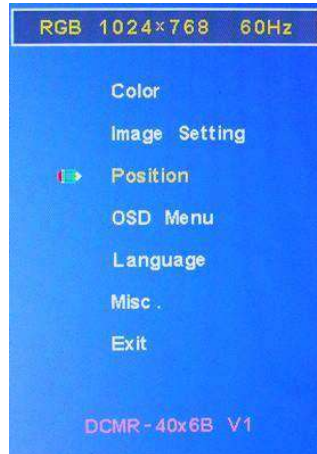 RGB 1024×768 60Hz
Color
Image Setting
Position
OSD Menu
Language
Misc.
Exit
DCMR-40x6B V1